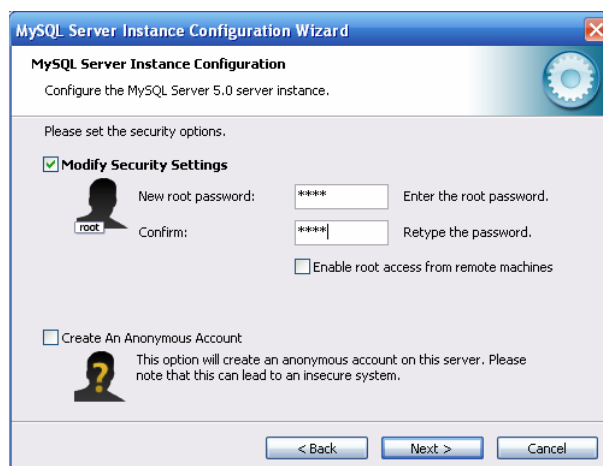 MySQL Server Instance Configuration Wizard
MySQL Server Instance Configuration
Configure the MySQL Server 5.0 server instance.
Please set the security options.
Modify Security Settings
New root password: **** Enter the root password.
root
Confirm: **** Retype the password.
Enable root access from remote machines
Create An Anonymous Account
This option will create an anonymous account on this server. Please
note that this can lead to an insecure system.
?
< Back Next > Cancel